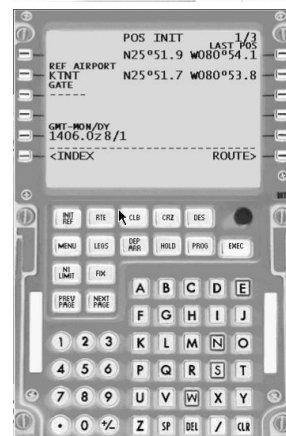 POS INIT 1/3
LAST POS
N25°51.9 W080°54.1
REF AIRPORT
KTNT N25°51.7 W080°53.8
GATE
-----
GMT-MON/DY
1406.0z 8/1
<INDEX ROUTE>
BRT
INIT REF RTE CLB CRZ DES
MENU LEGS DEP ARR HOLD PROG EXEC
N1 LIMIT FIX
PREV PAGE NEXT PAGE
A B C D E
F G H I J
1 2 3 K L M N O
4 5 6 P Q R S T
7 8 9 U V W X Y
. 0 +/- Z SP DEL / CLR